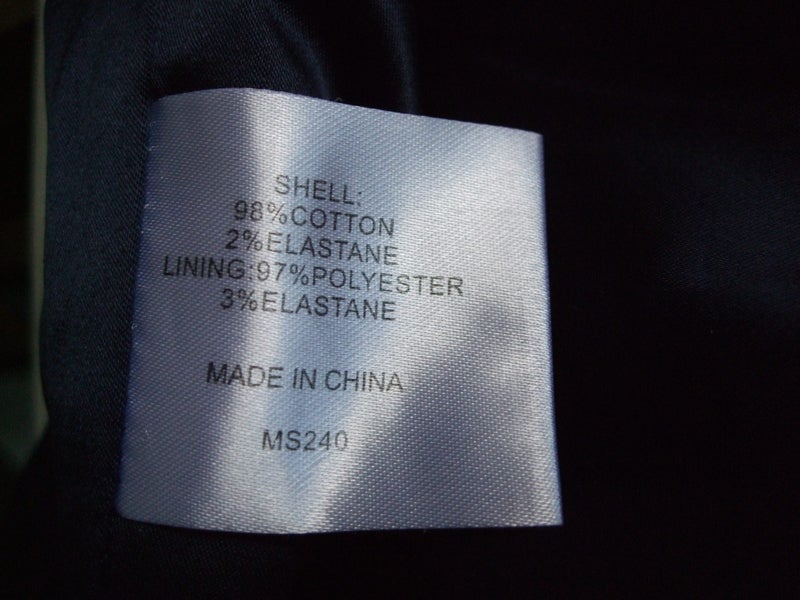 SHELL:
98%COTTON
2%ELASTANE
LINING:97%POLYESTER
3%ELASTANE
MADE IN CHINA
MS240